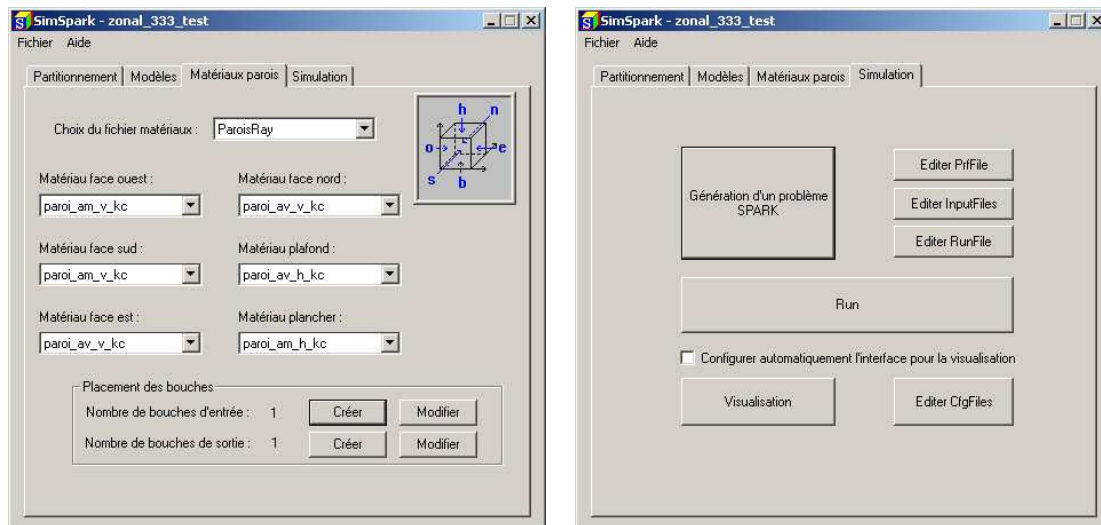 SimSpark - zonal_333_test
Fichier Aide
Partitionnement Modèles Matériaux parois Simulation
Choix du fichier matériaux : ParoisRay
h n
o e
s b
Matériau face ouest : Matériau face nord :
paroi_am_v_kc paroi_av_v_kc
Matériau face sud : Matériau plafond :
paroi_am_v_kc paroi_av_h_kc
Matériau face est : Matériau plancher :
paroi_av_v_kc paroi_am_h_kc
Placement des bouches
Nombre de bouches d'entrée : 1 Créer Modifier
Nombre de bouches de sortie : 1 Créer Modifier
SimSpark - zonal_333_test
Fichier Aide
Partitionnement Modèles Matériaux parois Simulation
Génération d'un problème
SPARK
Editer PrfFile
Editer InputFiles
Editer RunFile
Run
Configurer automatiquement l'interface pour la visualisation
Visualisation Editer CfgFiles